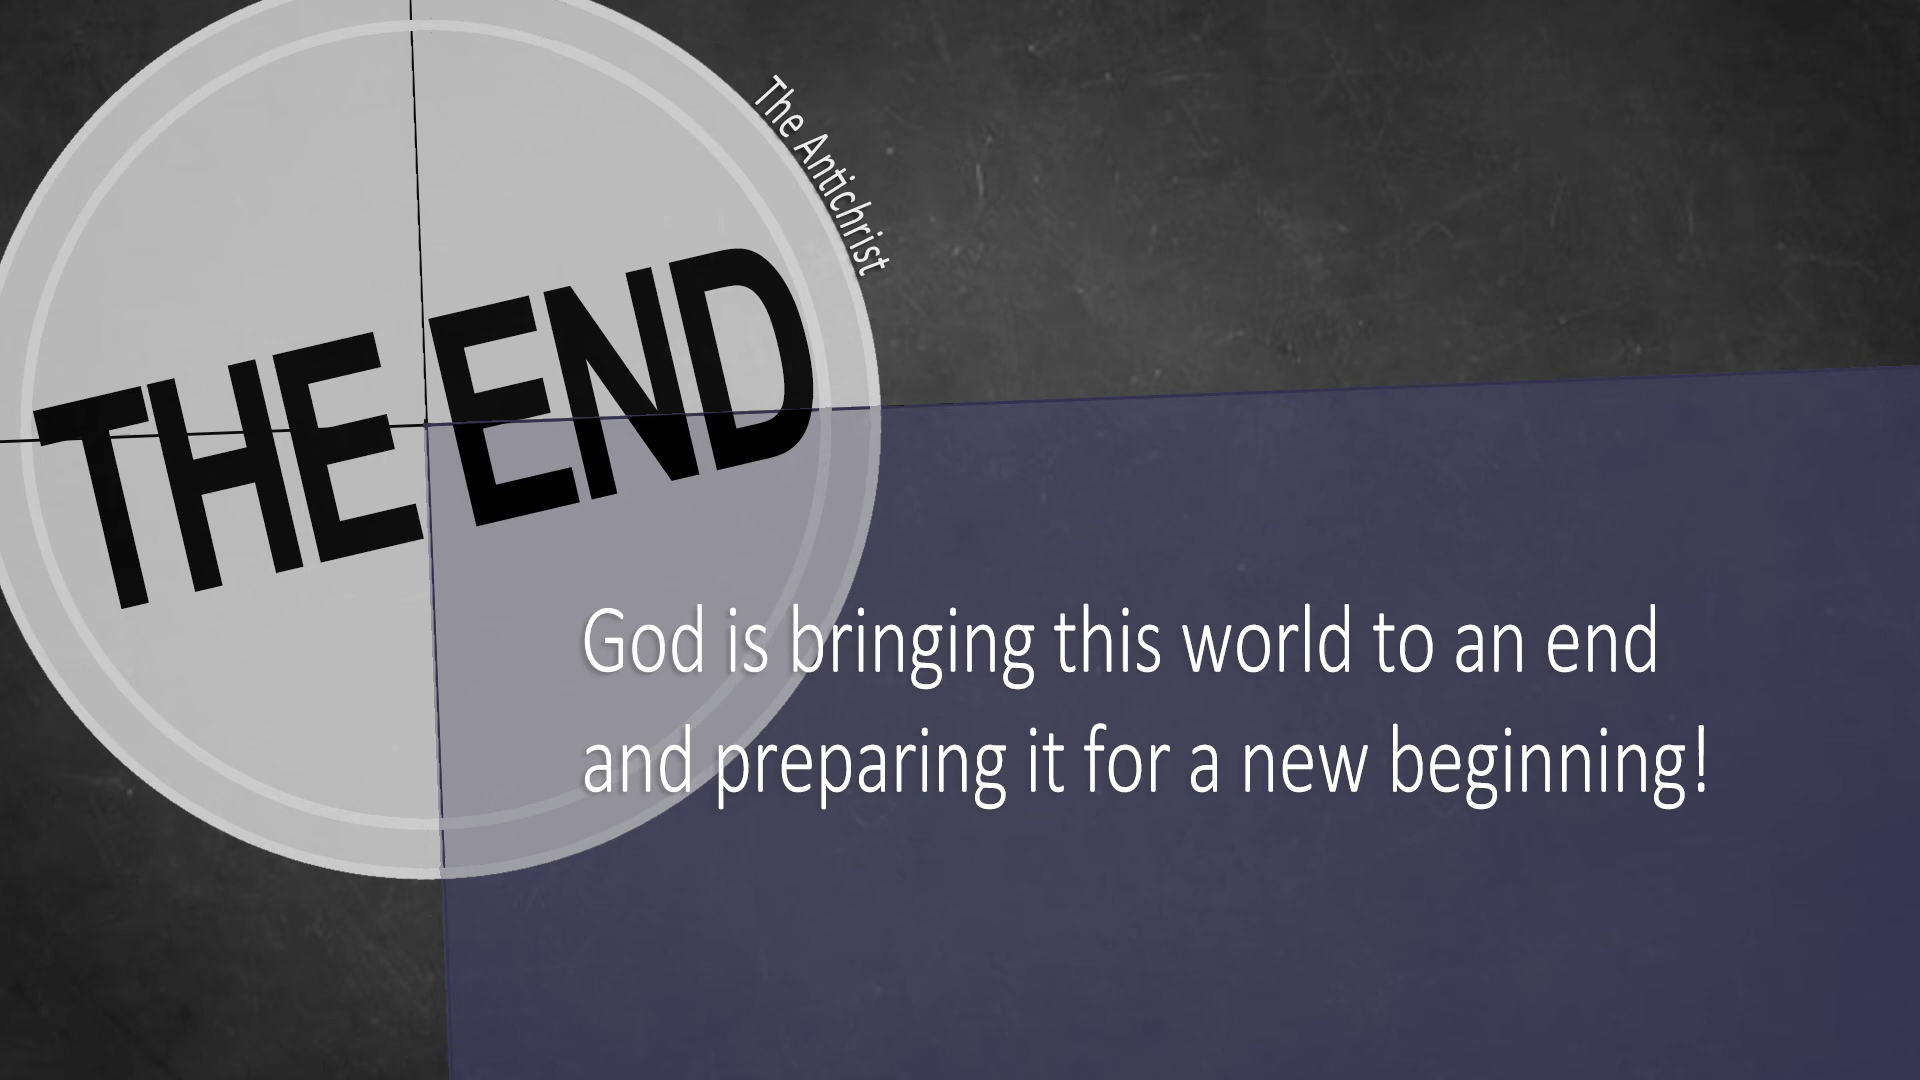 The Antichrist
THE END
God is bringing this world to an end
and preparing it for a new beginning!